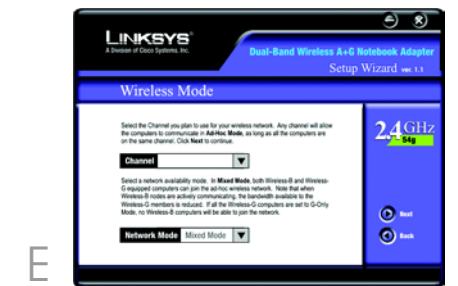 LINKSYS®
A Division of Cisco Systems, Inc.
Dual-Band Wireless A+G Notebook Adapter
Setup Wizard ver. 1.1
Wireless Mode
Select the Channel you plan to use for your wireless network. Any channel will allow
the computers to communicate in Ad-Hoc Mode, as long as all the computers are
on the same channel. Click Next to continue.
Channel
Select a network availability mode. In Mixed Mode, both Wireless-B and Wireless-
G equipped computers can join the ad-hoc wireless network. Note that when
Wireless-B nodes are actively communicating, the bandwidth available to the
Wireless-G members is reduced. If all the Wireless-G computers are set to G-Only
Mode, no Wireless-B computers will be able to join the network.
Network Mode Mixed Mode
2.4GHz
54g
Next
Back
E